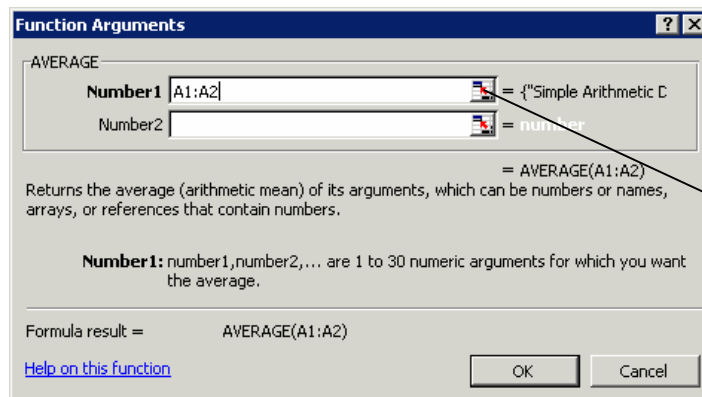 Function Arguments
AVERAGE
Number1 A1:A2 = {"Simple Arithmetic D
Number2 = number
= AVERAGE(A1:A2)
Returns the average (arithmetic mean) of its arguments, which can be numbers or names,
arrays, or references that contain numbers.
Number1: number1,number2,... are 1 to 30 numeric arguments for which you want
the average.
Formula result = AVERAGE(A1:A2)
Help on this function OK Cancel